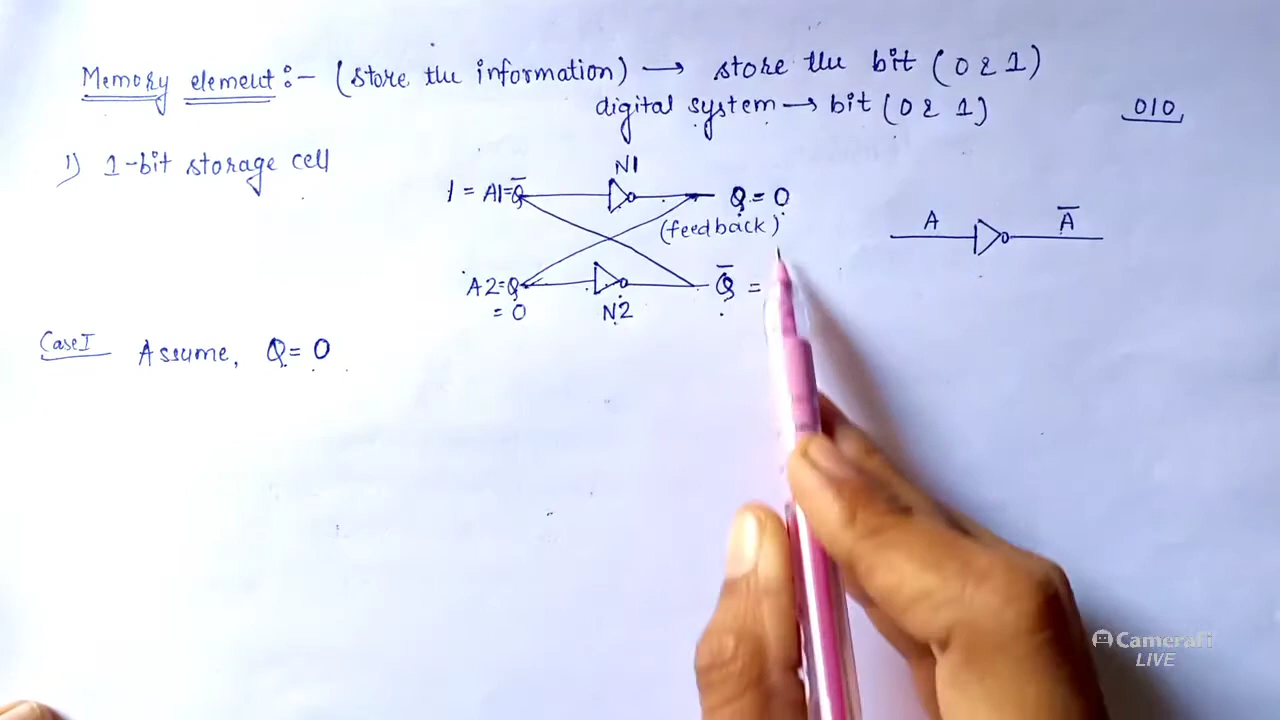 Memory element:- (store the information) → store the bit (0 & 1)
digital system → bit (0 & 1)
010
1) 1-bit storage cell
N1
1 = A1=Q̅
Q = 0
(feedback)
A
A̅
A2=Q
= 0
N2
Q̅ =
Case I Assume, Q = 0
CameraFi
LIVE